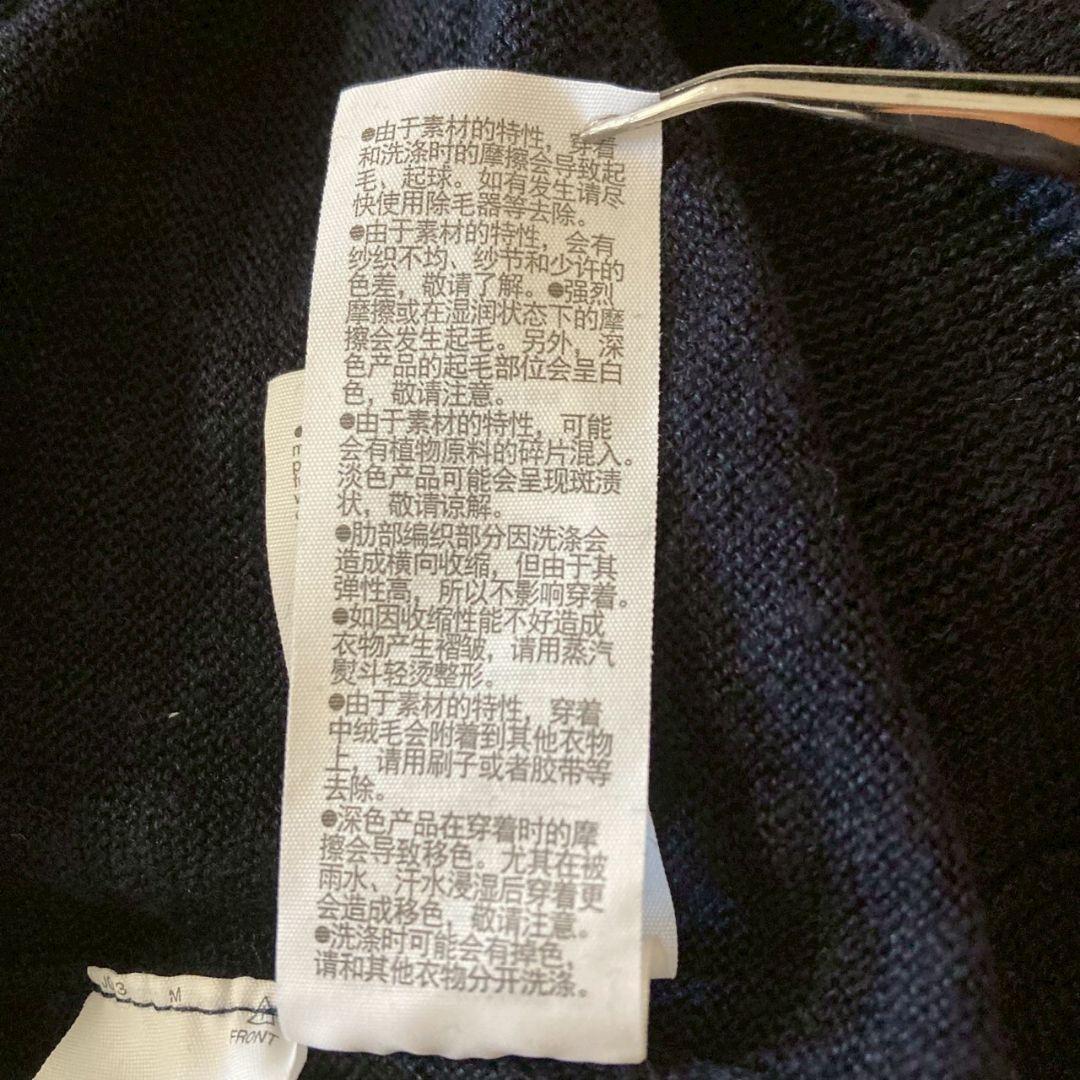 ●由于素材的特性，穿着
和洗涤时的摩擦会导致起
毛、起球。如有发生请尽
快使用除毛器等去除。
●由于素材的特性，会有
纱织不均、纱节和少许的
色差，敬请了解。●强烈
摩擦或在湿润状态下的摩
擦会发生起毛。另外，深
色产品的起毛部位会呈白
色，敬请注意。
●由于素材的特性，可能
会有植物原料的碎片混入。
淡色产品可能会呈现斑渍
状，敬请谅解。
●肋部编织部分因洗涤会
造成横向收缩，但由于其
弹性高，所以不影响穿着。
●如因收缩性能不好造成
衣物产生褶皱，请用蒸汽
熨斗轻烫整形。
●由于素材的特性，穿着
中绒毛会附着到其他衣物
上，请用刷子或者胶带等
去除。
●深色产品在穿着时的摩
擦会导致移色。尤其在被
雨水、汗水浸湿后穿着更
会造成移色，敬请注意。
●洗涤时可能会有掉色，
请和其他衣物分开洗涤。
M
FRONT